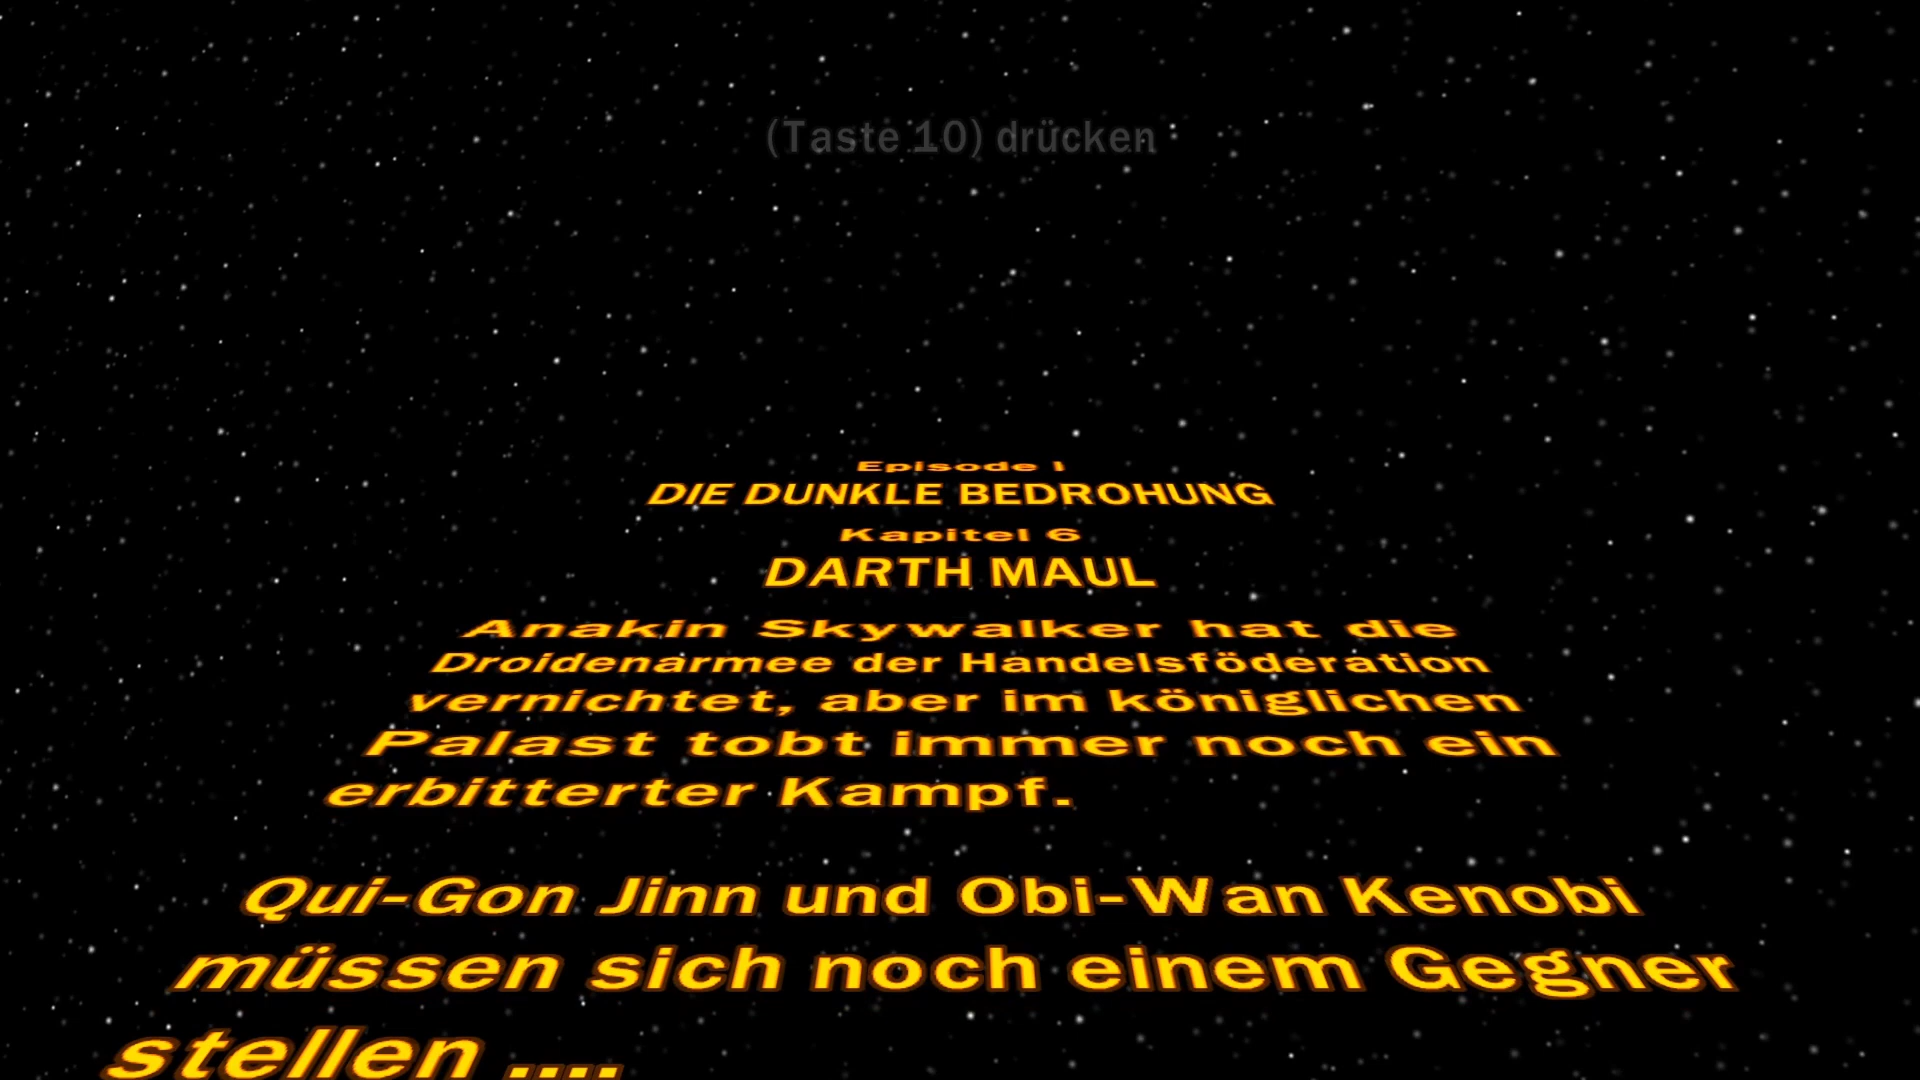 (Taste 10) drücken
Episode I
DIE DUNKLE BEDROHUNG
Kapitel 6
DARTH MAUL
Anakin Skywalker hat die
Droidenarmee der Handelsföderation
vernichtet, aber im königlichen
Palast tobt immer noch ein
erbitterter Kampf.
Qui-Gon Jinn und Obi-Wan Kenobi
müssen sich noch einem Gegner
stellen ....